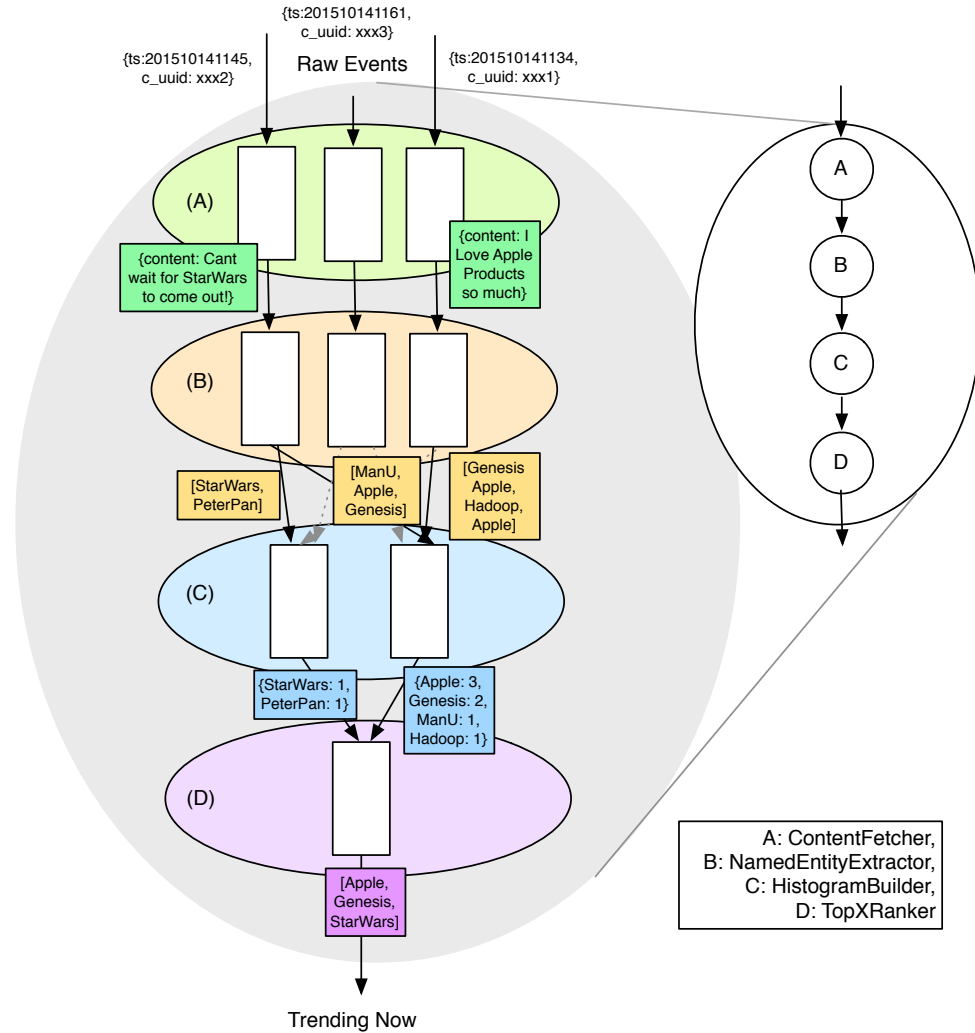 {ts:201510141161,
c_uuid: xxx3}
{ts:201510141145,
c_uuid: xxx2}
Raw Events
{ts:201510141134,
c_uuid: xxx1}
(A)
{content: Cant
wait for StarWars
to come out!}
{content: I
Love Apple
Products
so much}
(B)
[StarWars,
PeterPan]
[ManU,
Apple,
Genesis]
[Genesis
Apple,
Hadoop,
Apple]
(C)
{StarWars: 1,
PeterPan: 1}
{Apple: 3,
Genesis: 2,
ManU: 1,
Hadoop: 1}
(D)
[Apple,
Genesis,
StarWars]
Trending Now
A
B
C
D
A: ContentFetcher,
B: NamedEntityExtractor,
C: HistogramBuilder,
D: TopXRanker